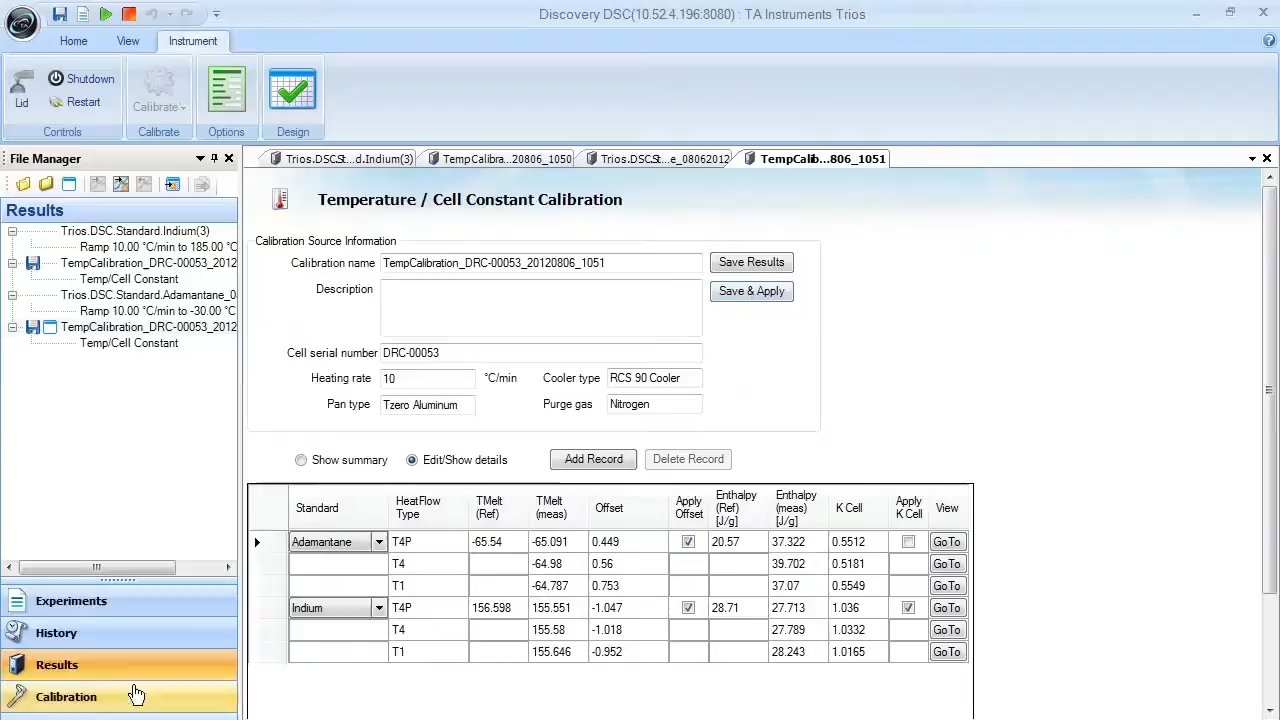 Discovery DSC(10.52.4.196:8080) : TA Instruments Trios
TA
Home View Instrument
Lid
Shutdown
Restart
Calibrate
Controls Calibrate Options Design
File Manager
Trios.DSC.St...d.Indium(3) TempCalibra...20806_1050 Trios.DSC.St...e_08062012 TempCalib...806_1051
Results
Trios.DSC.Standard.Indium(3)
Ramp 10.00 °C/min to 185.00 °C
TempCalibration_DRC-00053_2012
Temp/Cell Constant
Trios.DSC.Standard.Adamantane_0
Ramp 10.00 °C/min to -30.00 °C
TempCalibration_DRC-00053_2012
Temp/Cell Constant
Experiments
History
Results
Calibration
Temperature / Cell Constant Calibration
Calibration Source Information
Calibration name TempCalibration_DRC-00053_20120806_1051 Save Results
Description Save & Apply
Cell serial number DRC-00053
Heating rate 10 °C/min Cooler type RCS 90 Cooler
Pan type Tzero Aluminum Purge gas Nitrogen
Show summary Edit/Show details Add Record Delete Record
Standard HeatFlow Type TMelt (Ref) TMelt (meas) Offset Apply Offset Enthalpy (Ref) [J/g] Enthalpy (meas) [J/g] K Cell Apply K Cell View
Adamantane T4P -65.54 -65.091 0.449 20.57 37.322 0.5512 GoTo
T4 -64.98 0.56 39.702 0.5181 GoTo
T1 -64.787 0.753 37.07 0.5549 GoTo
Indium T4P 156.598 155.551 -1.047 28.71 27.713 1.036 GoTo
T4 155.58 -1.018 27.789 1.0332 GoTo
T1 155.646 -0.952 28.243 1.0165 GoTo